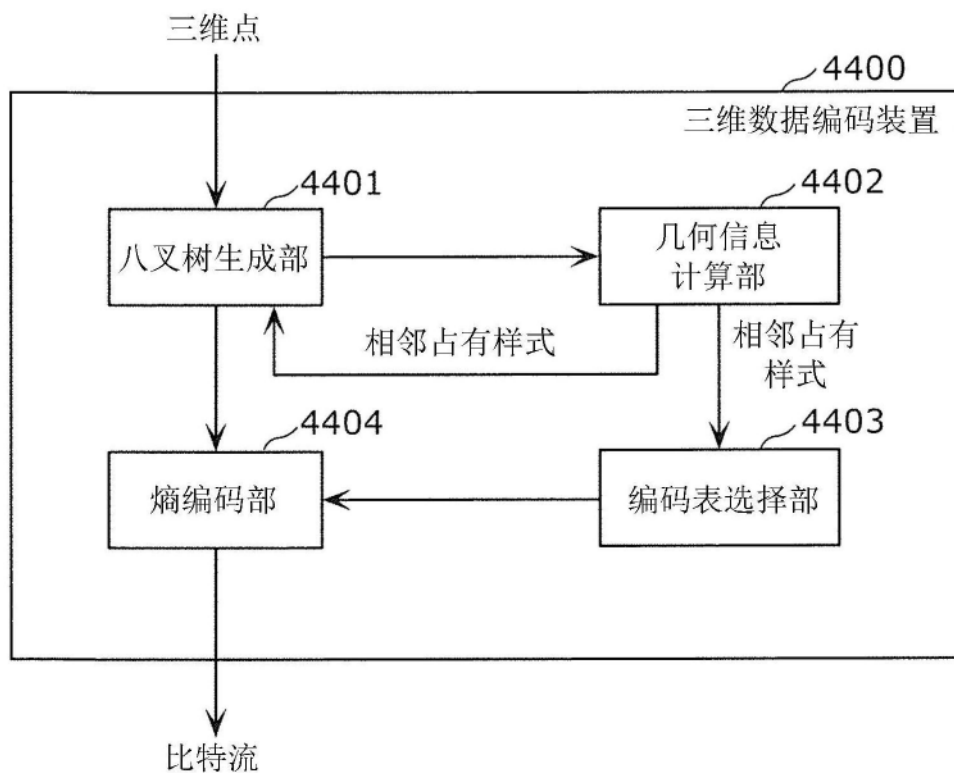 三维点
4400
三维数据编码装置
4401
4402
八叉树生成部
几何信息
计算部
相邻占有样式
相邻占有
样式
4404
4403
熵编码部
编码表选择部
比特流